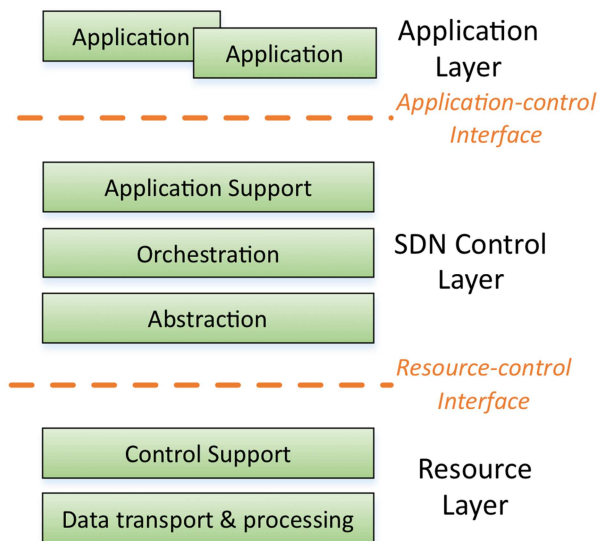 Application
Application
Application
Layer
Application-control
Interface
Application Support
Orchestration
Abstraction
SDN Control
Layer
Resource-control
Interface
Control Support
Data transport & processing
Resource
Layer